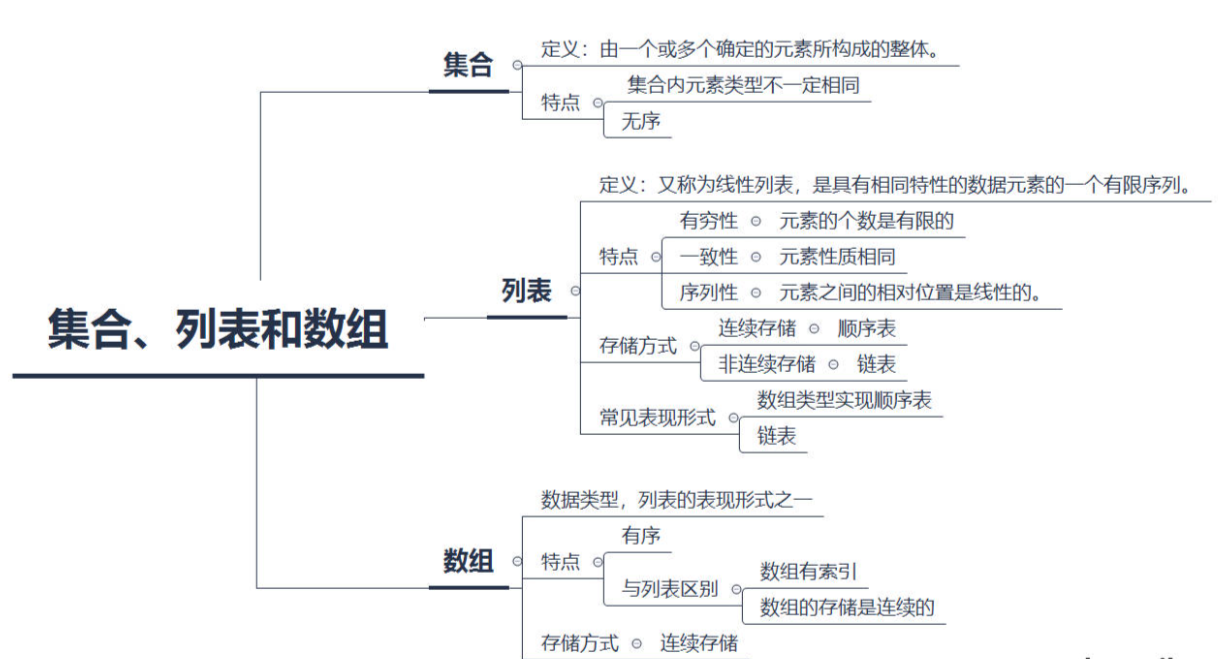 集合、列表和数组
集合
定义：由一个或多个确定的元素所构成的整体。
特点
集合内元素类型不一定相同
无序
列表
定义：又称为线性列表，是具有相同特性的数据元素的一个有限序列。
特点
有穷性 元素的个数是有限的
一致性 元素性质相同
序列性 元素之间的相对位置是线性的。
存储方式
连续存储 顺序表
非连续存储 链表
常见表现形式
数组类型实现顺序表
链表
数组
数据类型，列表的表现形式之一
特点
有序
与列表区别
数组有索引
数组的存储是连续的
存储方式 连续存储